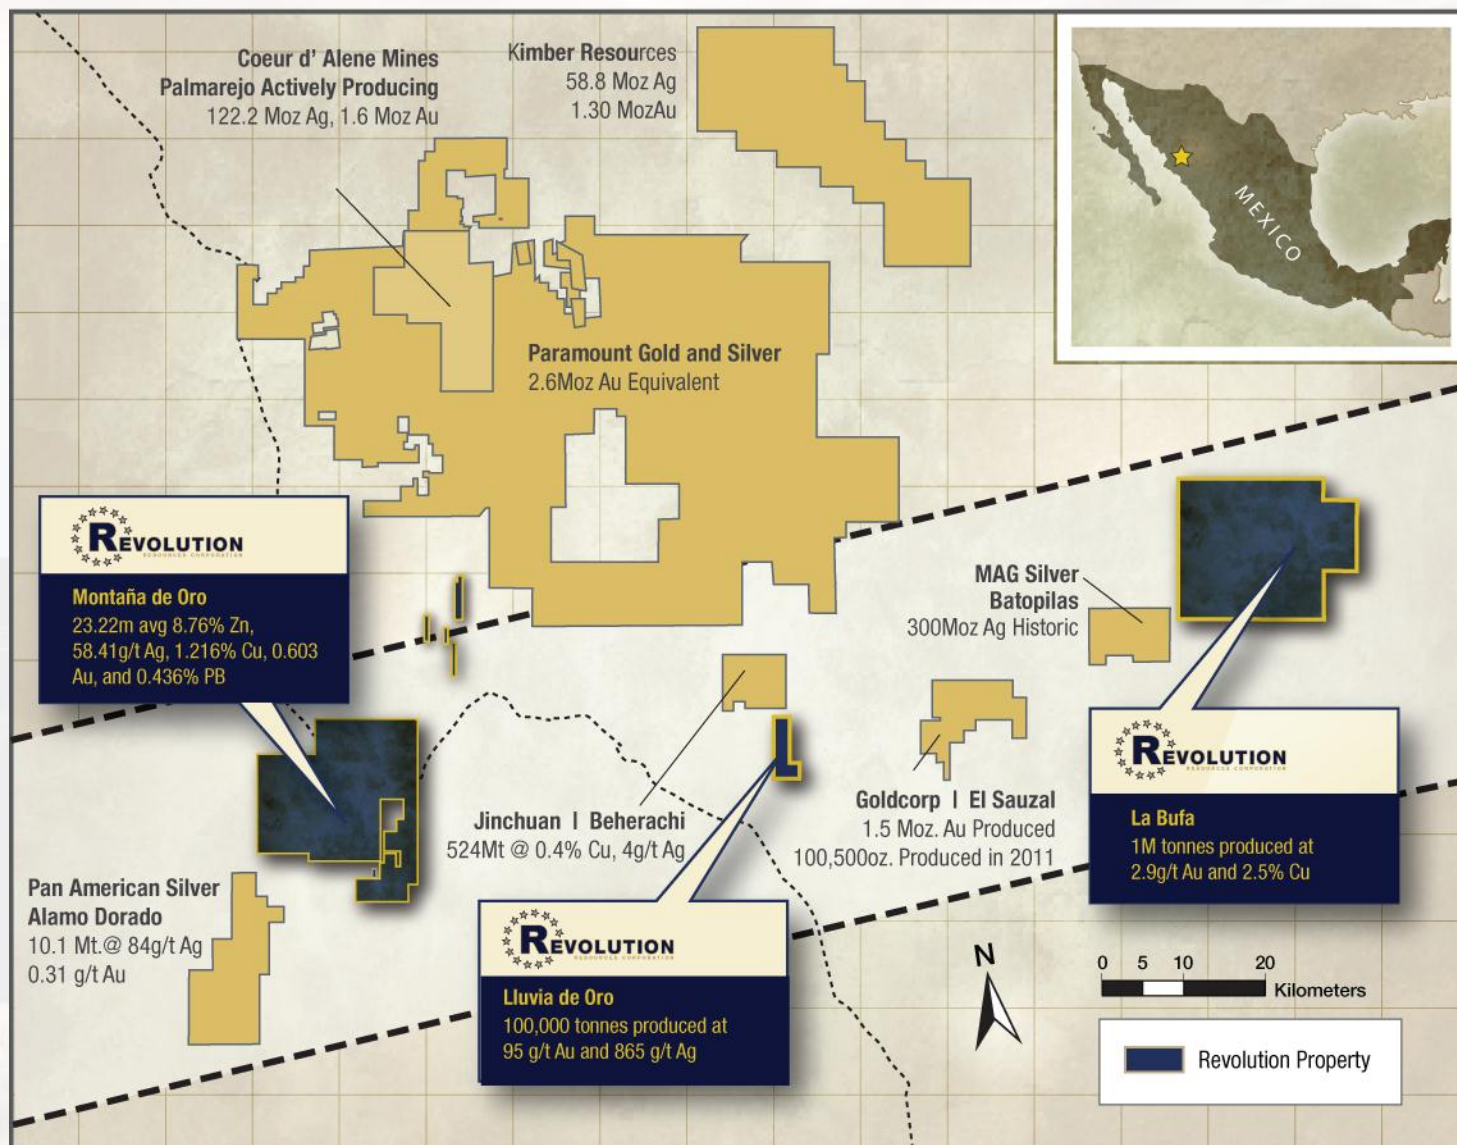 Coeur d' Alene Mines
Palmarejo Actively Producing
122.2 Moz Ag, 1.6 Moz Au
Kimber Resources
58.8 Moz Ag
1.30 MozAu
MEXICO
Paramount Gold and Silver
2.6Moz Au Equivalent
REVOLUTION
RESOURCES CORPORATION
Montaña de Oro
23.22m avg 8.76% Zn,
58.41g/t Ag, 1.216% Cu, 0.603
Au, and 0.436% PB
MAG Silver
Batopilas
300Moz Ag Historic
REVOLUTION
RESOURCES CORPORATION
La Bufa
1M tonnes produced at
2.9g/t Au and 2.5% Cu
Jinchuan | Beherachi
524Mt @ 0.4% Cu, 4g/t Ag
Goldcorp | El Sauzal
1.5 Moz. Au Produced
100,500oz. Produced in 2011
Pan American Silver
Alamo Dorado
10.1 Mt.@ 84g/t Ag
0.31 g/t Au
REVOLUTION
RESOURCES CORPORATION
Lluvia de Oro
100,000 tonnes produced at
95 g/t Au and 865 g/t Ag
N
0 5 10 20
Kilometers
Revolution Property